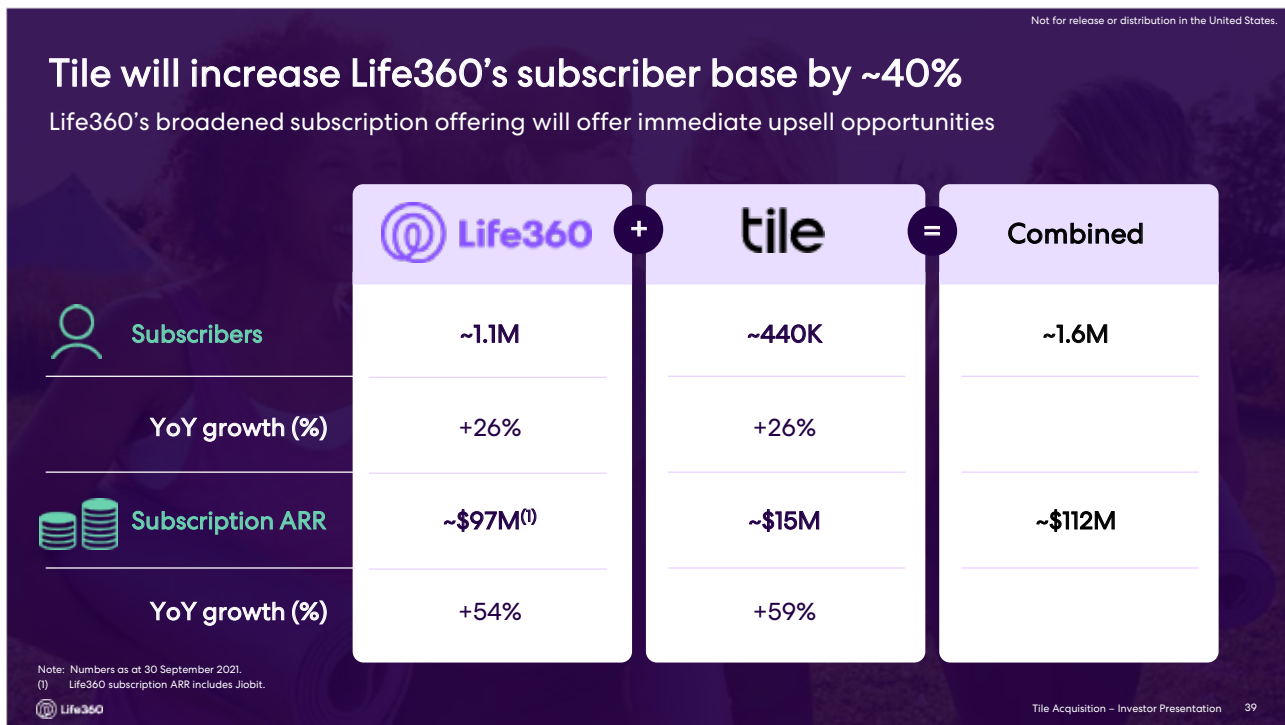 Not for release or distribution in the United States.
Tile will increase Life360’s subscriber base by ~40%
Life360’s broadened subscription offering will offer immediate upsell opportunities
Life360 + tile = Combined
Subscribers ~1.1M ~440K ~1.6M
YoY growth (%) +26% +26%
Subscription ARR ~$97M(1) ~$15M ~$112M
YoY growth (%) +54% +59%
Note: Numbers as at 30 September 2021.
(1) Life360 subscription ARR includes Jiobit.
Life360 Tile Acquisition – Investor Presentation 39